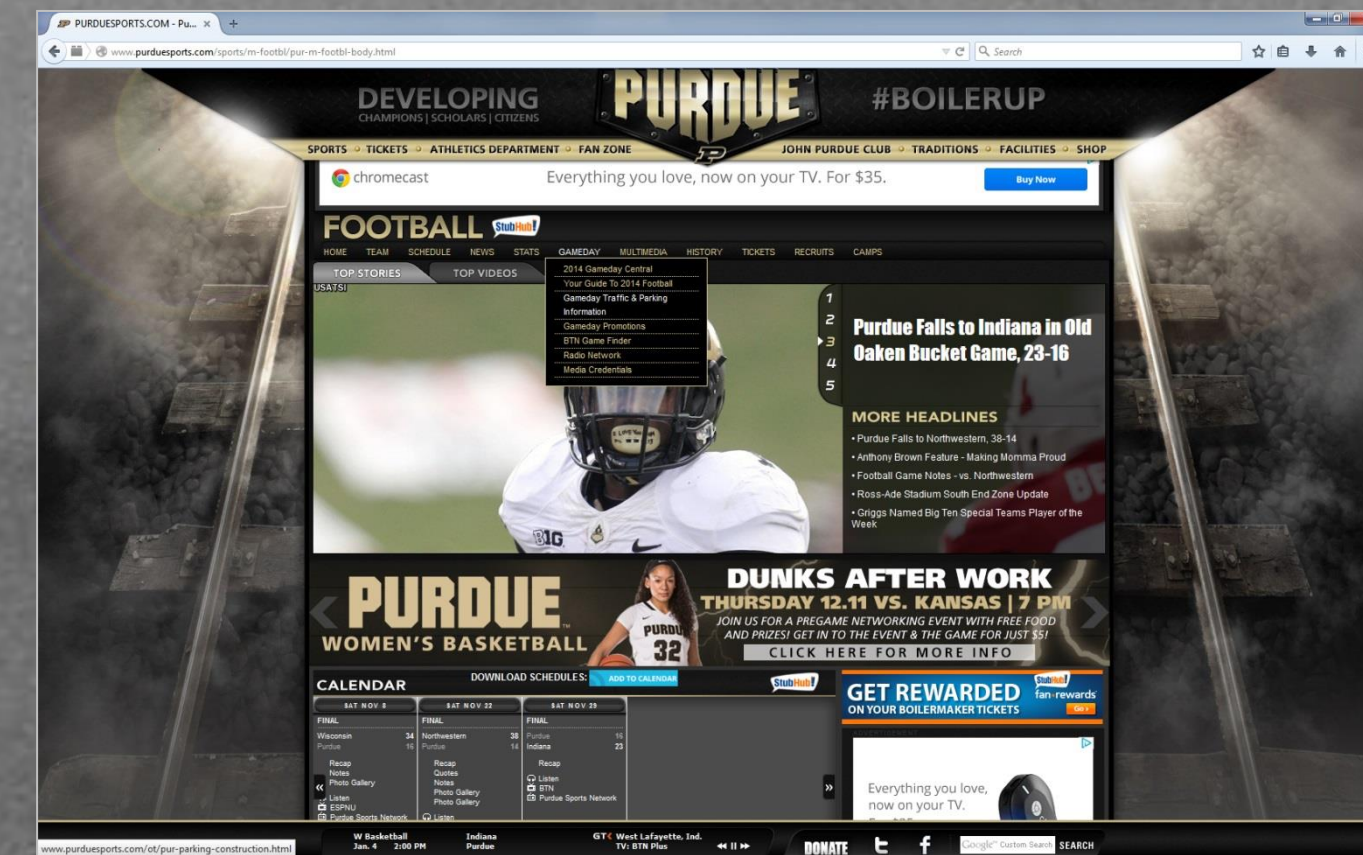 PURDUESPORTS.COM - Pu...
www.purduesports.com/sports/m-footbl/pur-m-footbl-body.html
Search
DEVELOPING
CHAMPIONS | SCHOLARS | CITIZENS
PURDUE
P
#BOILERUP
SPORTS TICKETS ATHLETICS DEPARTMENT FAN ZONE
JOHN PURDUE CLUB TRADITIONS FACILITIES SHOP
chromecast
Everything you love, now on your TV. For $35.
Buy Now
FOOTBALL StubHub!
HOME TEAM SCHEDULE NEWS STATS GAMEDAY MULTIMEDIA HISTORY TICKETS RECRUITS CAMPS
TOP STORIES TOP VIDEOS
USATSI
2014 Gameday Central
Your Guide To 2014 Football
Gameday Traffic & Parking
Information
Gameday Promotions
BTN Game Finder
Radio Network
Media Credentials
1
2
3
4
5
Purdue Falls to Indiana in Old
Oaken Bucket Game, 23-16
MORE HEADLINES
• Purdue Falls to Northwestern, 38-14
• Anthony Brown Feature - Making Momma Proud
• Football Game Notes - vs. Northwestern
• Ross-Ade Stadium South End Zone Update
• Griggs Named Big Ten Special Teams Player of the
Week
B1G
PURDUE
WOMEN'S BASKETBALL
PURDU
32
DUNKS AFTER WORK
THURSDAY 12.11 VS. KANSAS | 7 PM
JOIN US FOR A PREGAME NETWORKING EVENT WITH FREE FOOD
AND PRIZES! GET IN TO THE EVENT & THE GAME FOR JUST $5!
CLICK HERE FOR MORE INFO
CALENDAR
DOWNLOAD SCHEDULES: ADD TO CALENDAR
StubHub!
SAT NOV 8
FINAL
Wisconsin 34
Purdue 16
Recap
Notes
Photo Gallery
Listen
ESPNU
Purdue Sports Network
SAT NOV 22
FINAL
Northwestern 38
Purdue 14
Recap
Quotes
Notes
Photo Gallery
Photo Gallery
Listen
SAT NOV 29
FINAL
Purdue 16
Indiana 23
Recap
Listen
BTN
Purdue Sports Network
GET REWARDED
ON YOUR BOILERMAKER TICKETS
StubHub!
fan rewards
Go ›
ADVERTISEMENT
Everything you love,
now on your TV.
W Basketball
Jan. 4 2:00 PM
Indiana
Purdue
GT West Lafayette, Ind.
TV: BTN Plus
DONATE
Google™ Custom Search SEARCH
www.purduesports.com/ot/pur-parking-construction.html